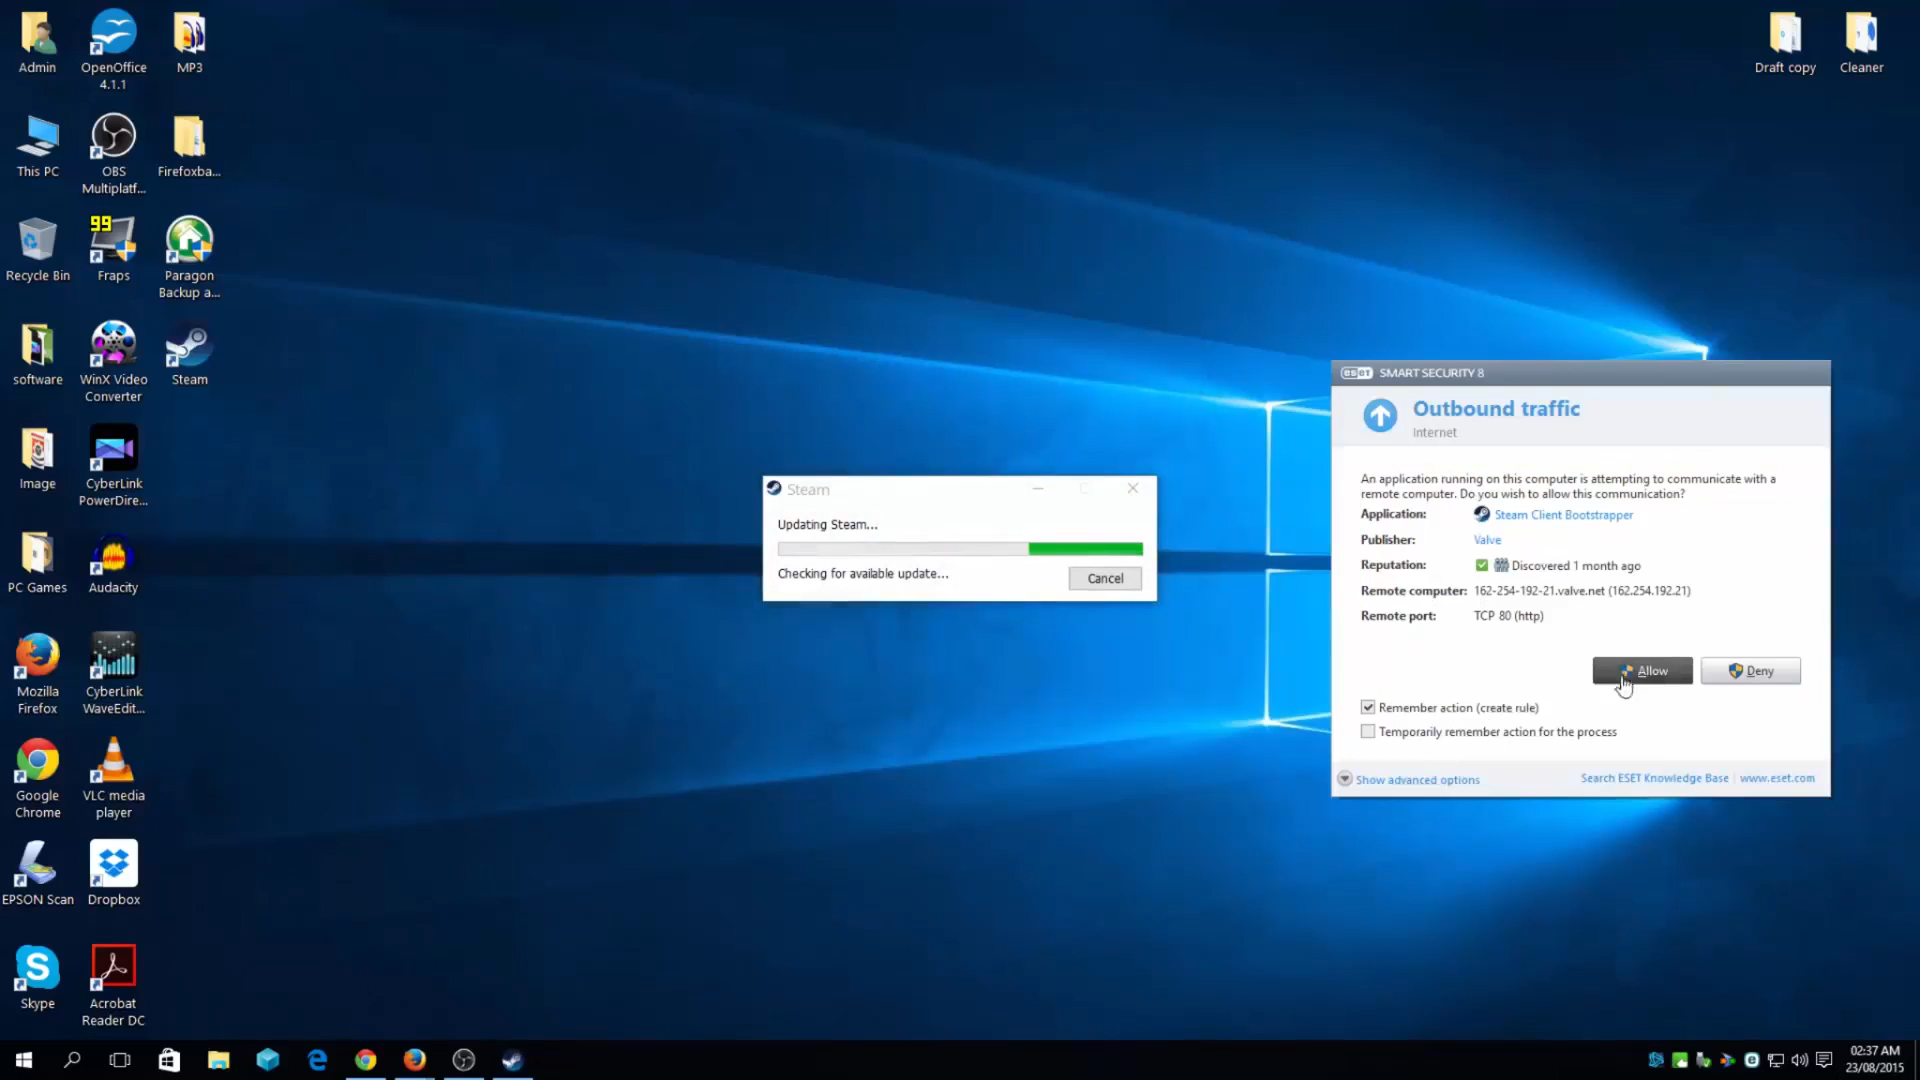 Admin
OpenOffice
4.1.1
MP3
This PC
OBS
Multiplatf...
Firefoxba...
Recycle Bin
99
Fraps
Paragon
Backup a...
software
WinX Video
Converter
Steam
Image
CyberLink
PowerDire...
PC Games
Audacity
Mozilla
Firefox
CyberLink
WaveEdit...
Google
Chrome
VLC media
player
EPSON Scan
Dropbox
Skype
Acrobat
Reader DC
Draft copy
Cleaner
Steam
Updating Steam...
Checking for available update...
Cancel
eset SMART SECURITY 8
Outbound traffic
Internet
An application running on this computer is attempting to communicate with a
remote computer. Do you wish to allow this communication?
Application: Steam Client Bootstrapper
Publisher: Valve
Reputation: Discovered 1 month ago
Remote computer: 162-254-192-21.valve.net (162.254.192.21)
Remote port: TCP 80 (http)
Allow Deny
Remember action (create rule)
Temporarily remember action for the process
Show advanced options Search ESET Knowledge Base | www.eset.com
02:37 AM
23/08/2015